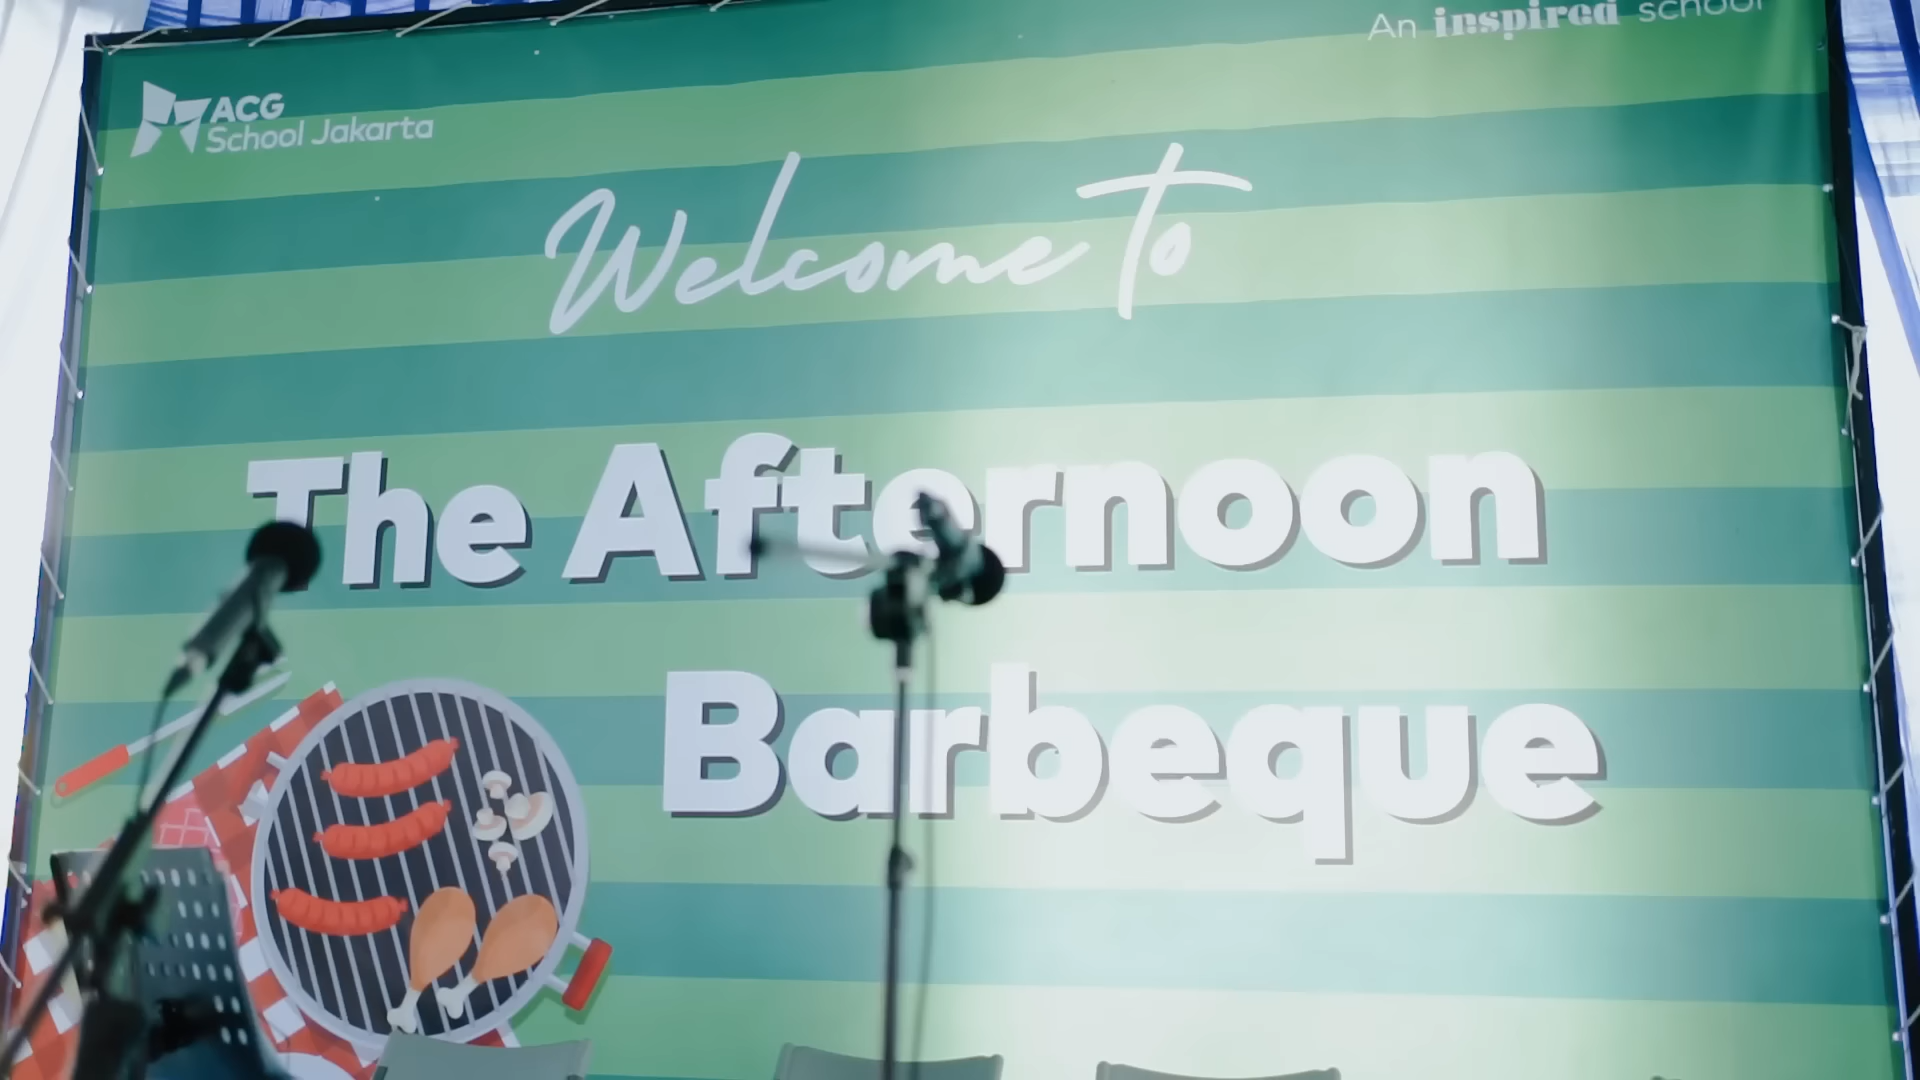 An inspired school
ACG
School Jakarta
Welcome to
The Afternoon
Barbeque